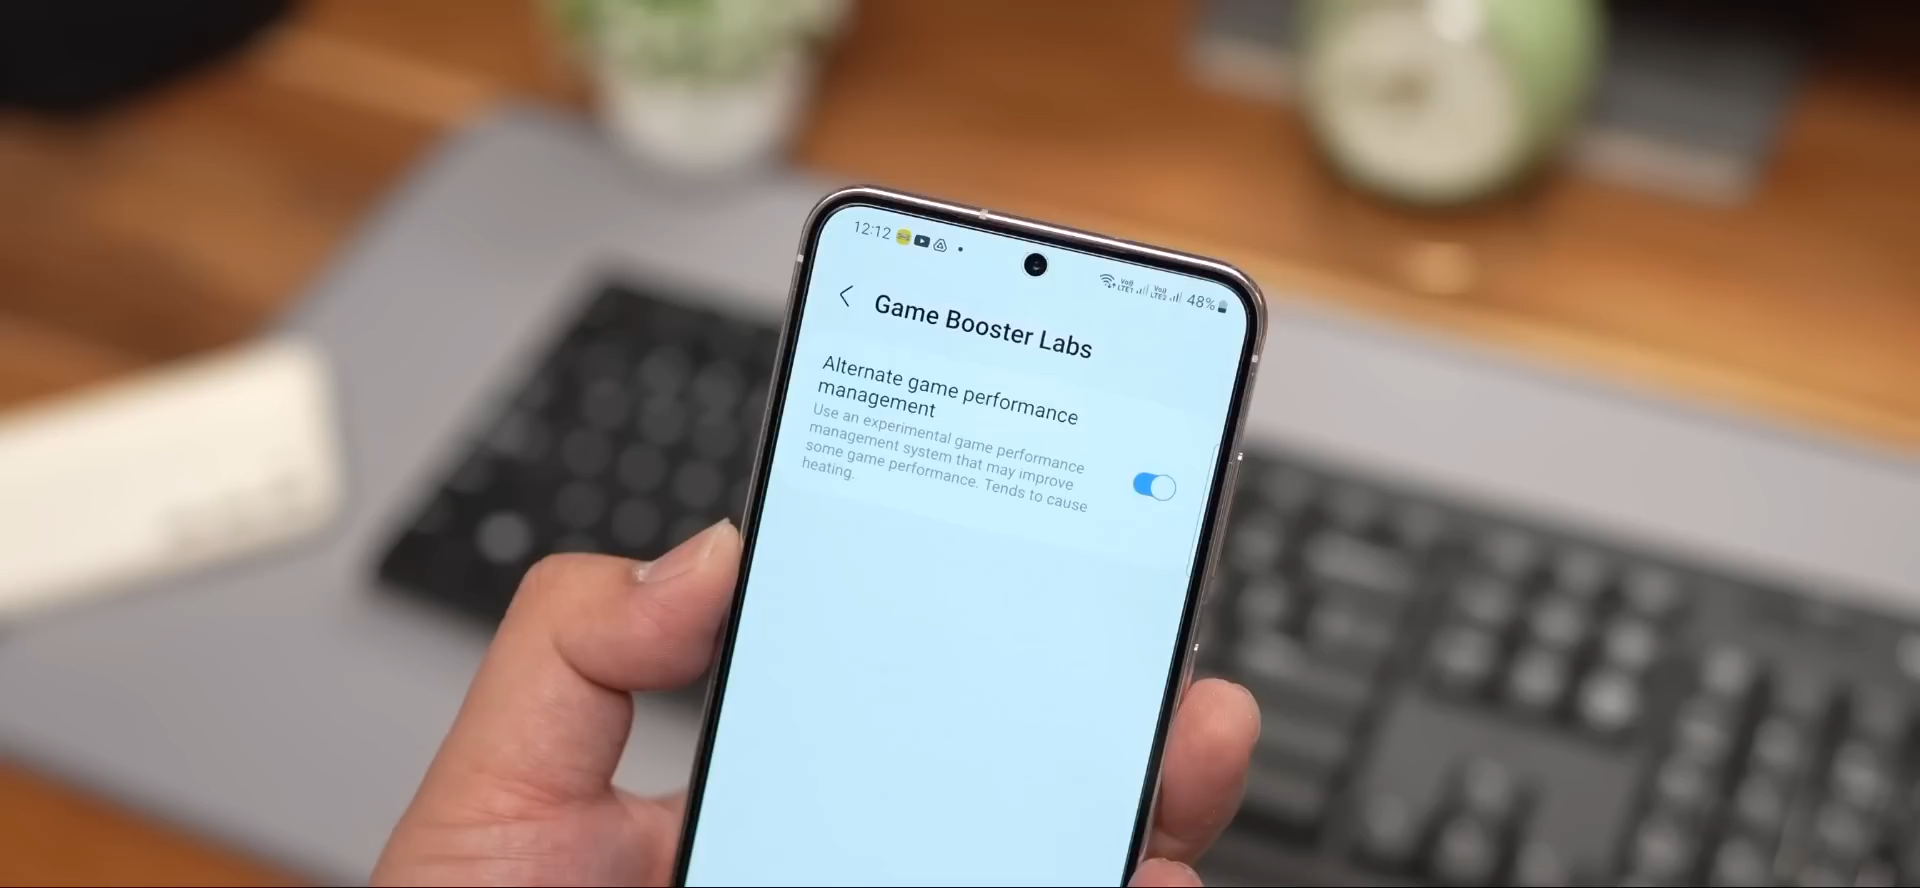 12:12 48%
Game Booster Labs
Alternate game performance
management
Use an experimental game performance
management system that may improve
some game performance. Tends to cause
heating.